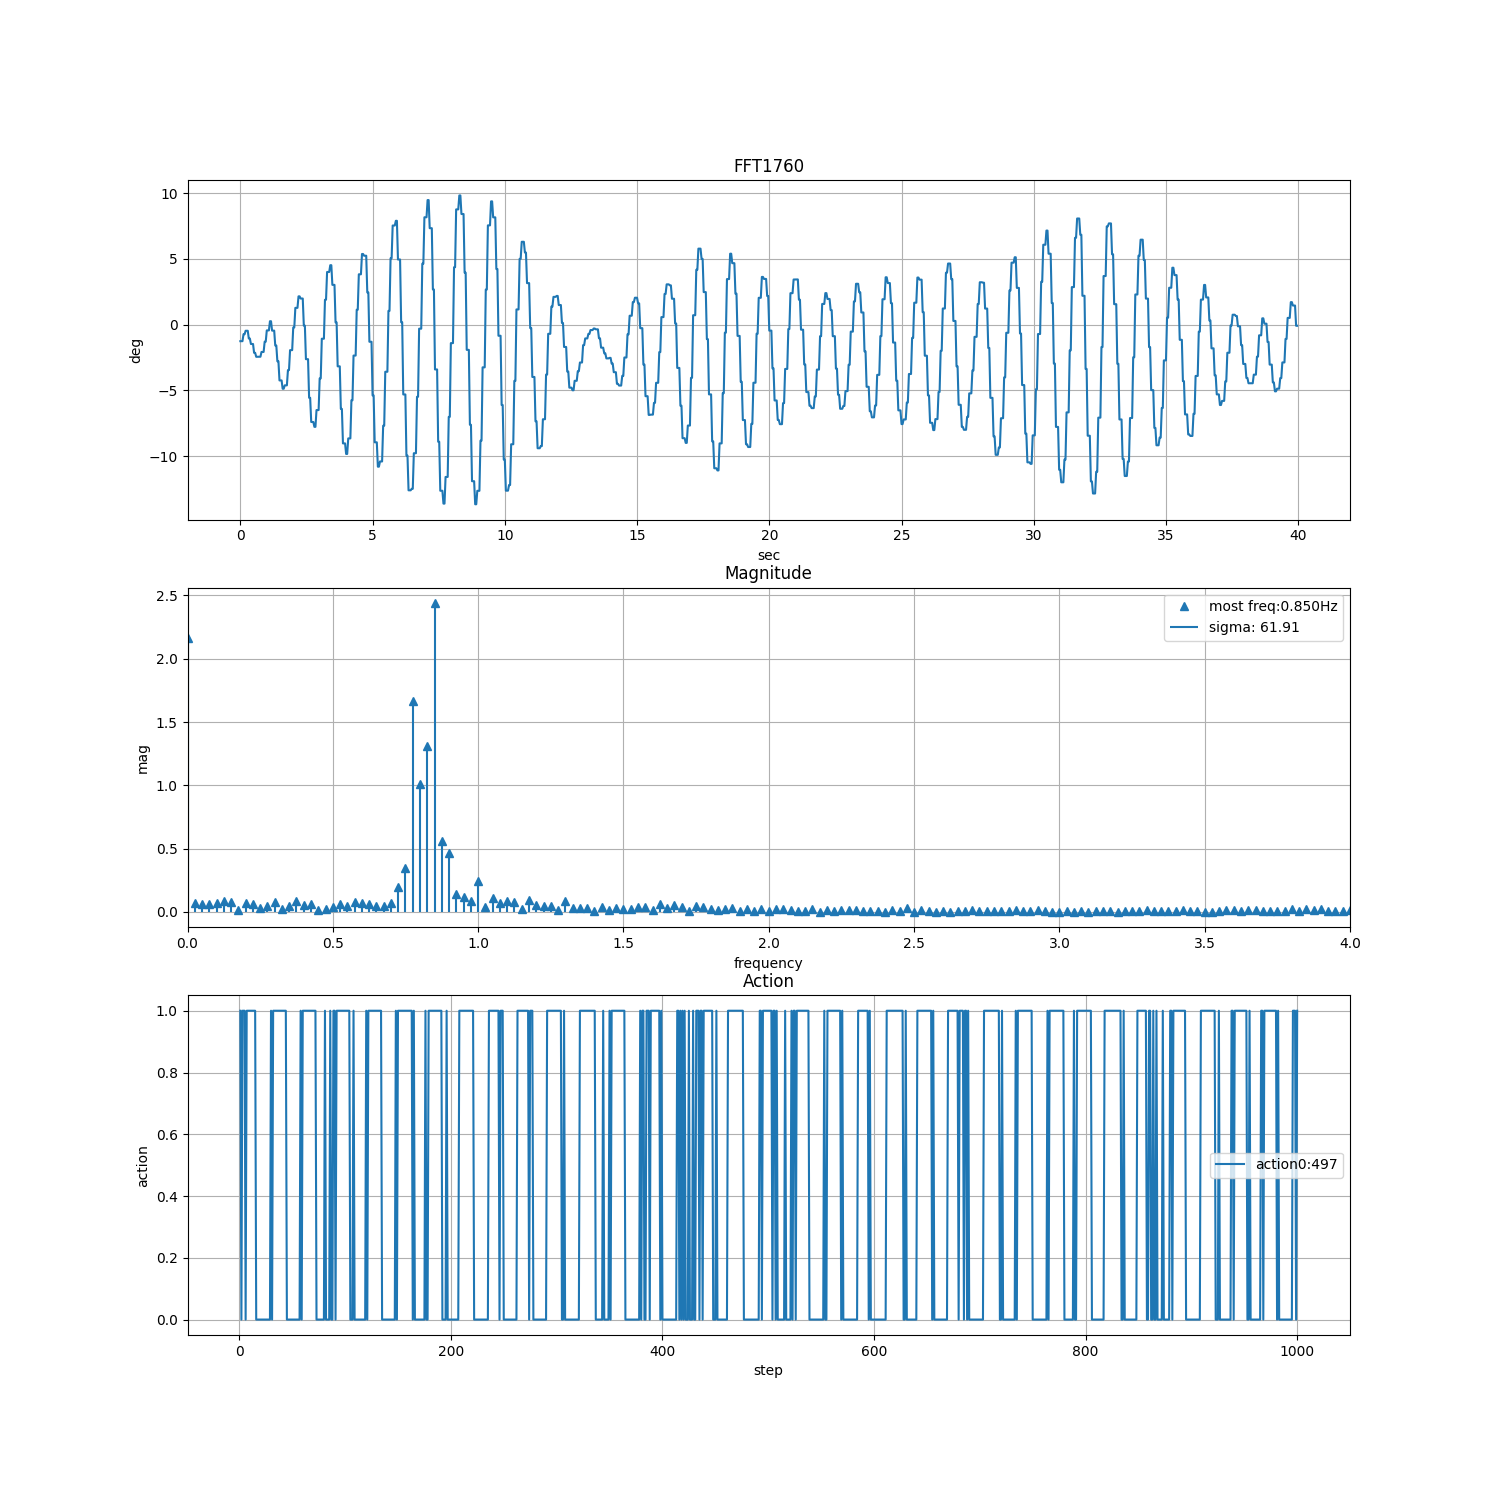 FFT1760
10
5
0
−5
−10
deg
0 5 10 15 20 25 30 35 40
sec
Magnitude
2.5
2.0
1.5
1.0
0.5
0.0
mag
most freq:0.850Hz
sigma: 61.91
0.0 0.5 1.0 1.5 2.0 2.5 3.0 3.5 4.0
frequency
Action
1.0
0.8
0.6
0.4
0.2
0.0
action
action0:497
0 200 400 600 800 1000
step